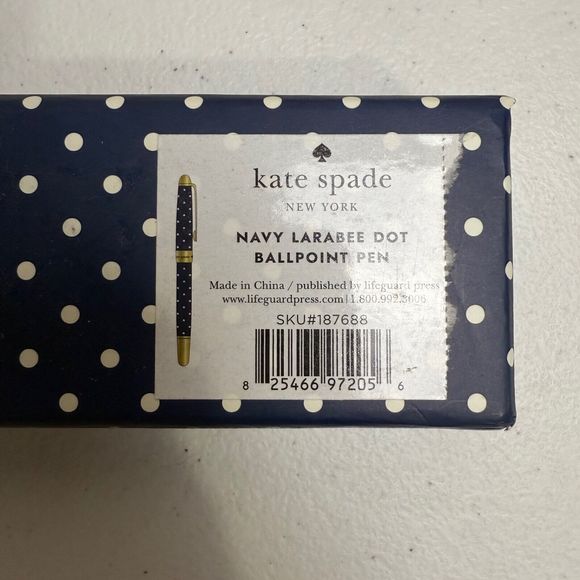 kate spade
NEW YORK
NAVY LARABEE DOT
BALLPOINT PEN
Made in China / published by lifeguard press
www.lifeguardpress.com | 1.800.992.3006
SKU#187688
8 25466 97205 6